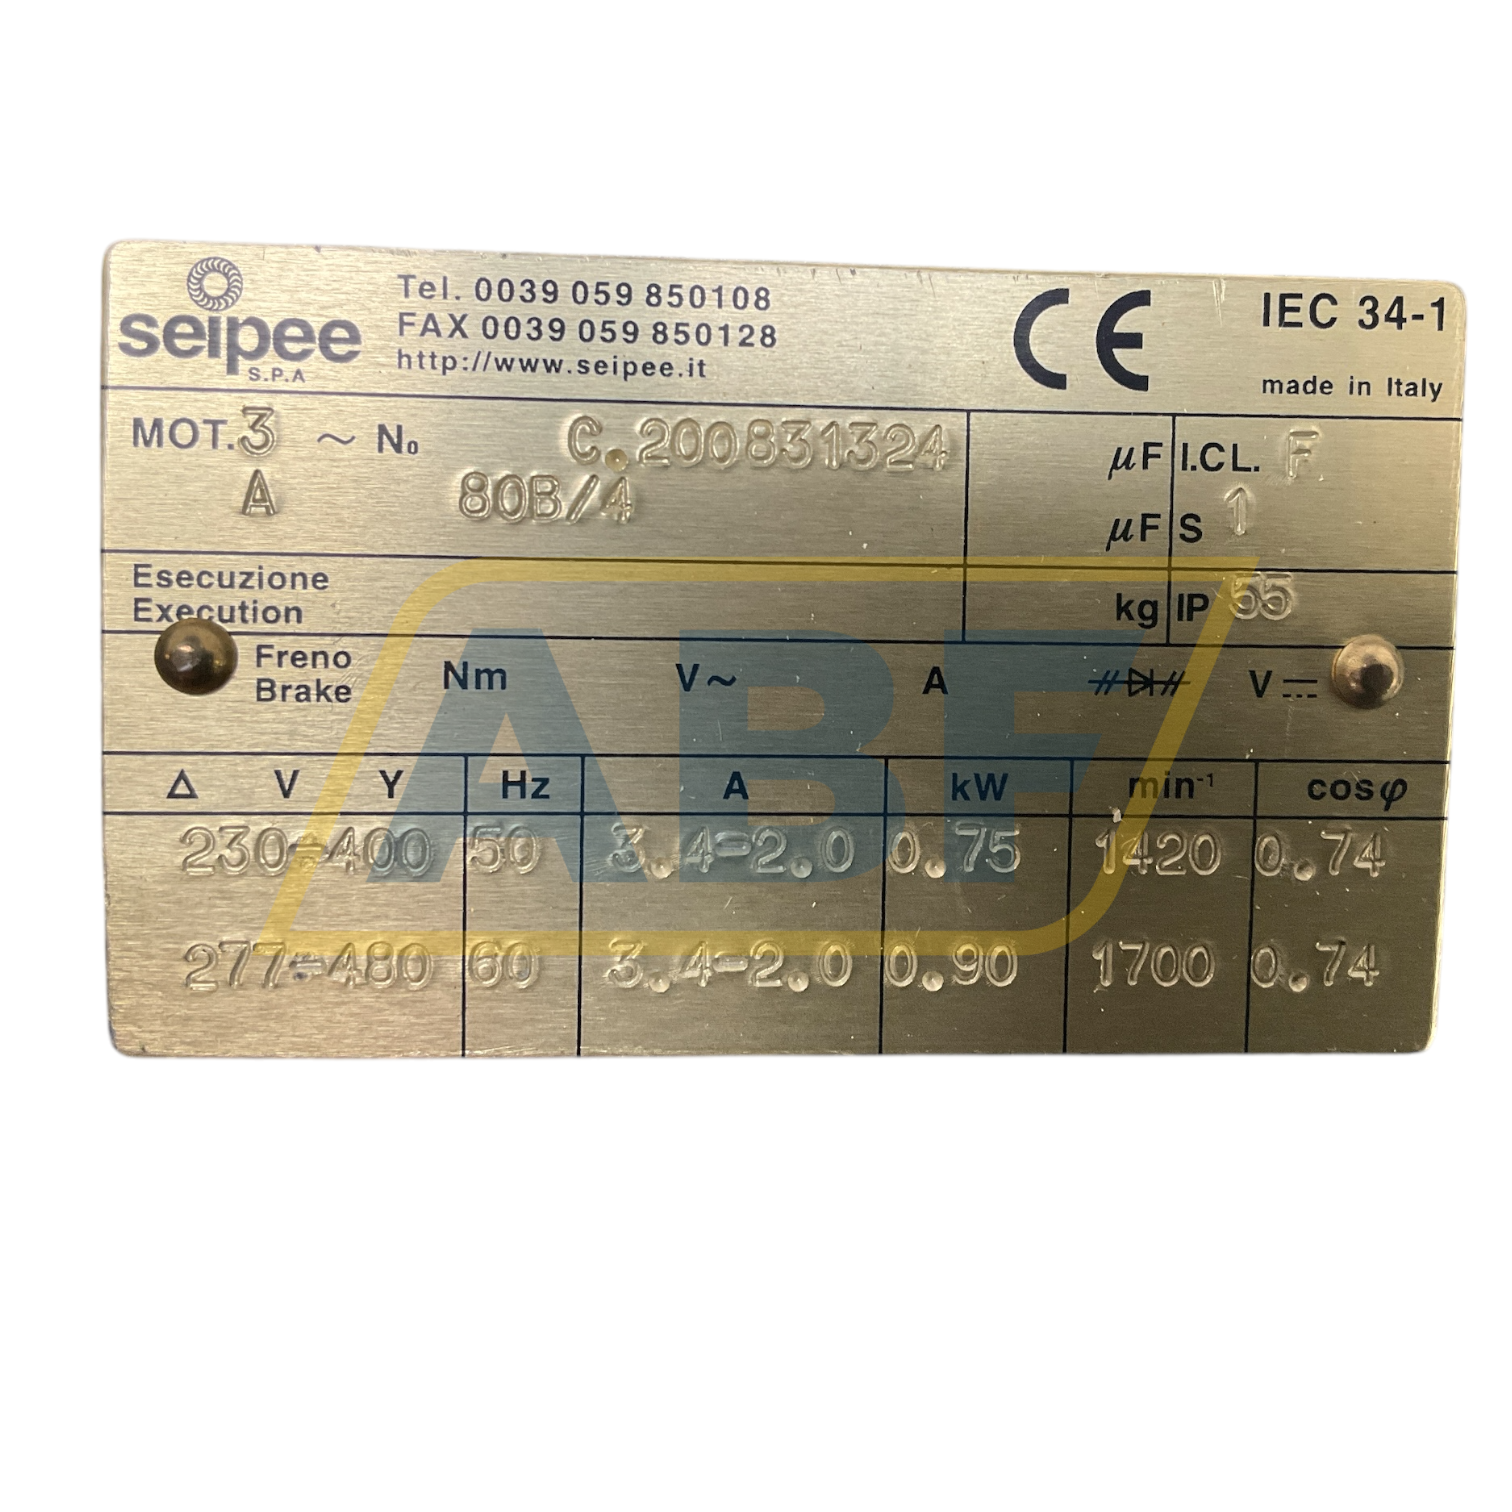 seipee
S.P.A
Tel. 0039 059 850108
FAX 0039 059 850128
http://www.seipee.it
CE
IEC 34-1
made in Italy
MOT. 3 ~ No C.200831324
A 80B/4
µF I.CL. F
µF S 1
Esecuzione
Execution
kg IP 55
Freno
Brake
Nm V~ A V
Δ V Y Hz A kW min-1 cosφ
230÷400 50 3.4-2.0 0.75 1420 0.74
277÷480 60 3.4-2.0 0.90 1700 0.74
ABF